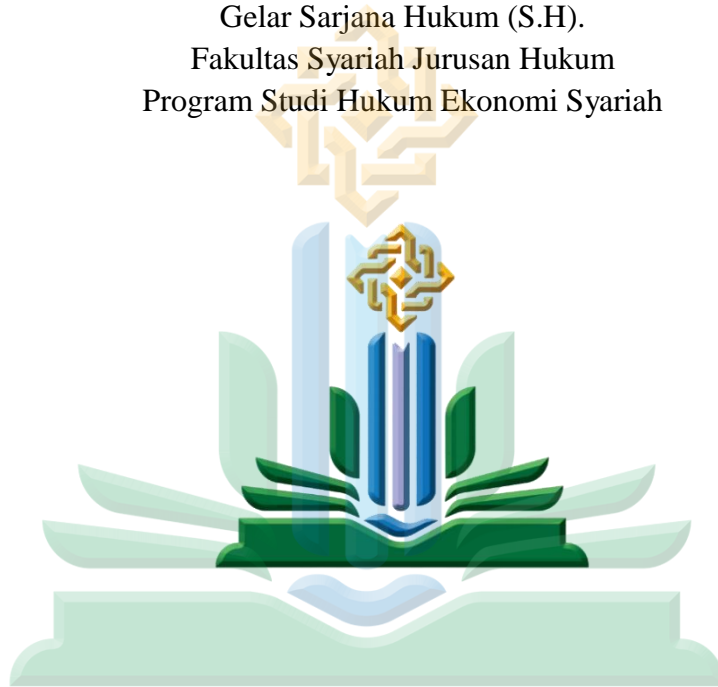 Gelar Sarjana Hukum (S.H).
Fakultas Syariah Jurusan Hukum
Program Studi Hukum Ekonomi Syariah